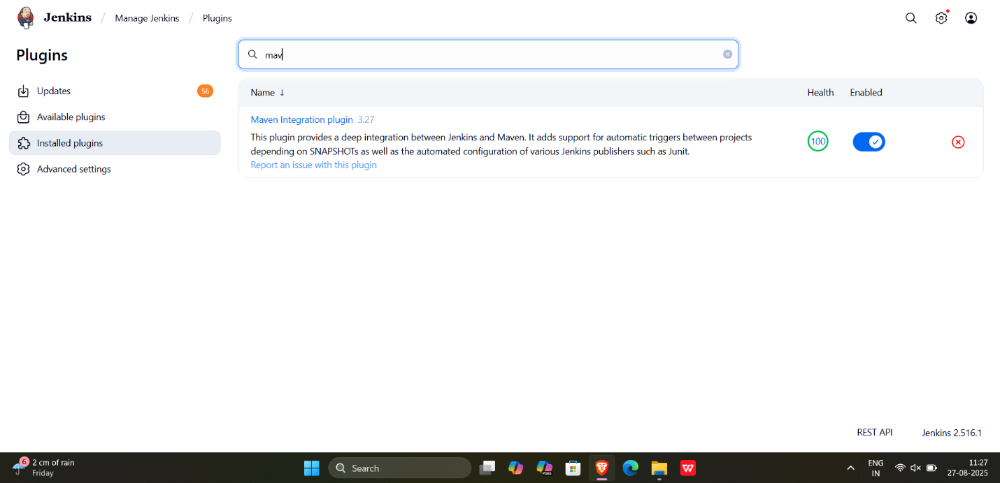 Jenkins / Manage Jenkins / Plugins
Plugins
mav
Updates 56
Available plugins
Installed plugins
Advanced settings
Name ↓ Health Enabled
Maven Integration plugin 3.27
This plugin provides a deep integration between Jenkins and Maven. It adds support for automatic triggers between projects
depending on SNAPSHOTs as well as the automated configuration of various Jenkins publishers such as Junit.
Report an issue with this plugin
100
REST API Jenkins 2.516.1
6
2 cm of rain
Friday
Search
M365
W
ENG
IN
11:27
27-08-2025